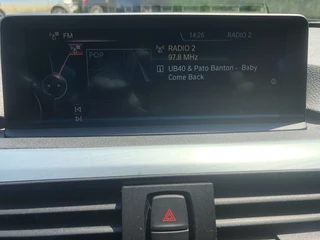 FM 14:28 RADIO 2
POP
RADIO 2
97.8 MHz
UB40 & Pato Banton - Baby
Come Back